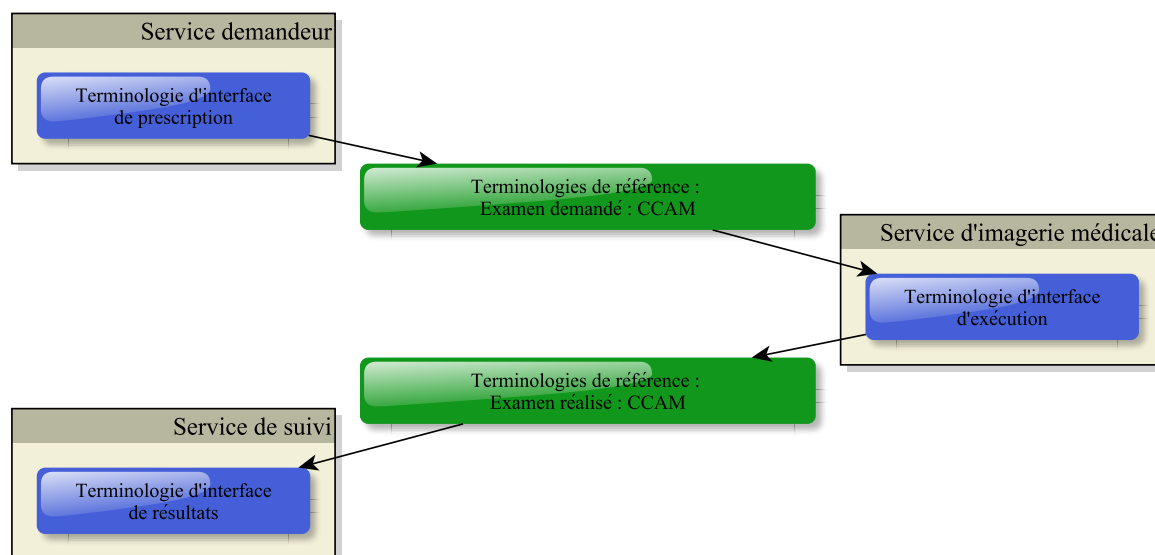 Service demandeur
Terminologie d'interface
de prescription
Terminologies de référence :
Examen demandé : CCAM
Service d'imagerie médicale
Terminologie d'interface
d'exécution
Terminologies de référence :
Examen réalisé : CCAM
Service de suivi
Terminologie d'interface
de résultats